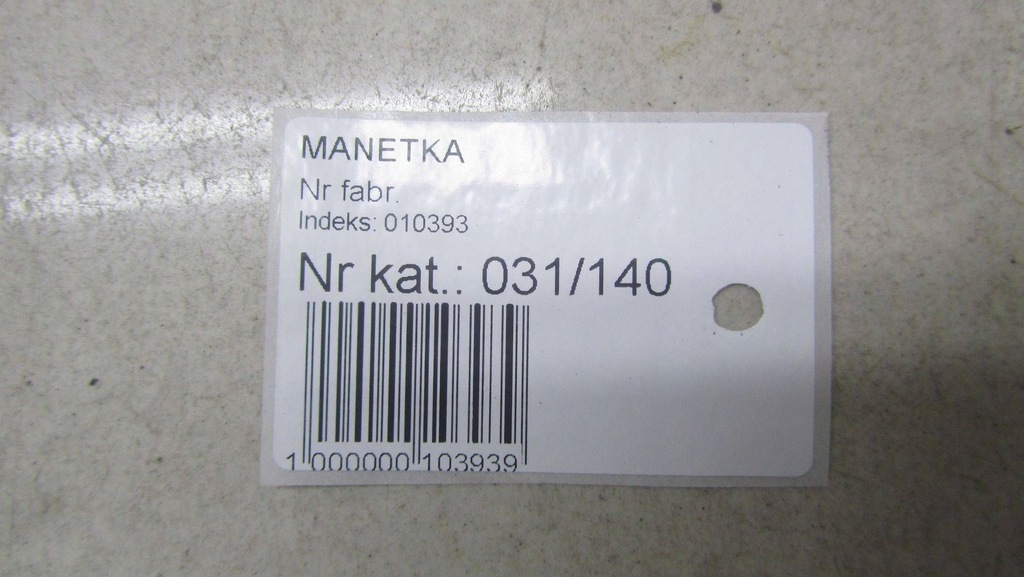 MANETKA
Nr fabr.
Indeks: 010393
Nr kat.: 031/140
1 000000 103939